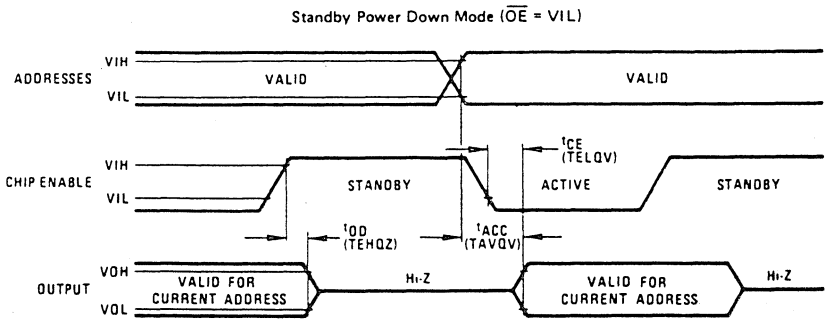 Standby Power Down Mode (OE = VIL)
ADDRESSES
VIH
VIL
VALID
VALID
CHIP ENABLE
VIH
VIL
STANDBY
tCE
(TELQV)
ACTIVE
STANDBY
tOD
(TEHQZ)
tACC
(TAVQV)
OUTPUT
VOH
VOL
VALID FOR
CURRENT ADDRESS
HI-Z
VALID FOR
CURRENT ADDRESS
HI-Z